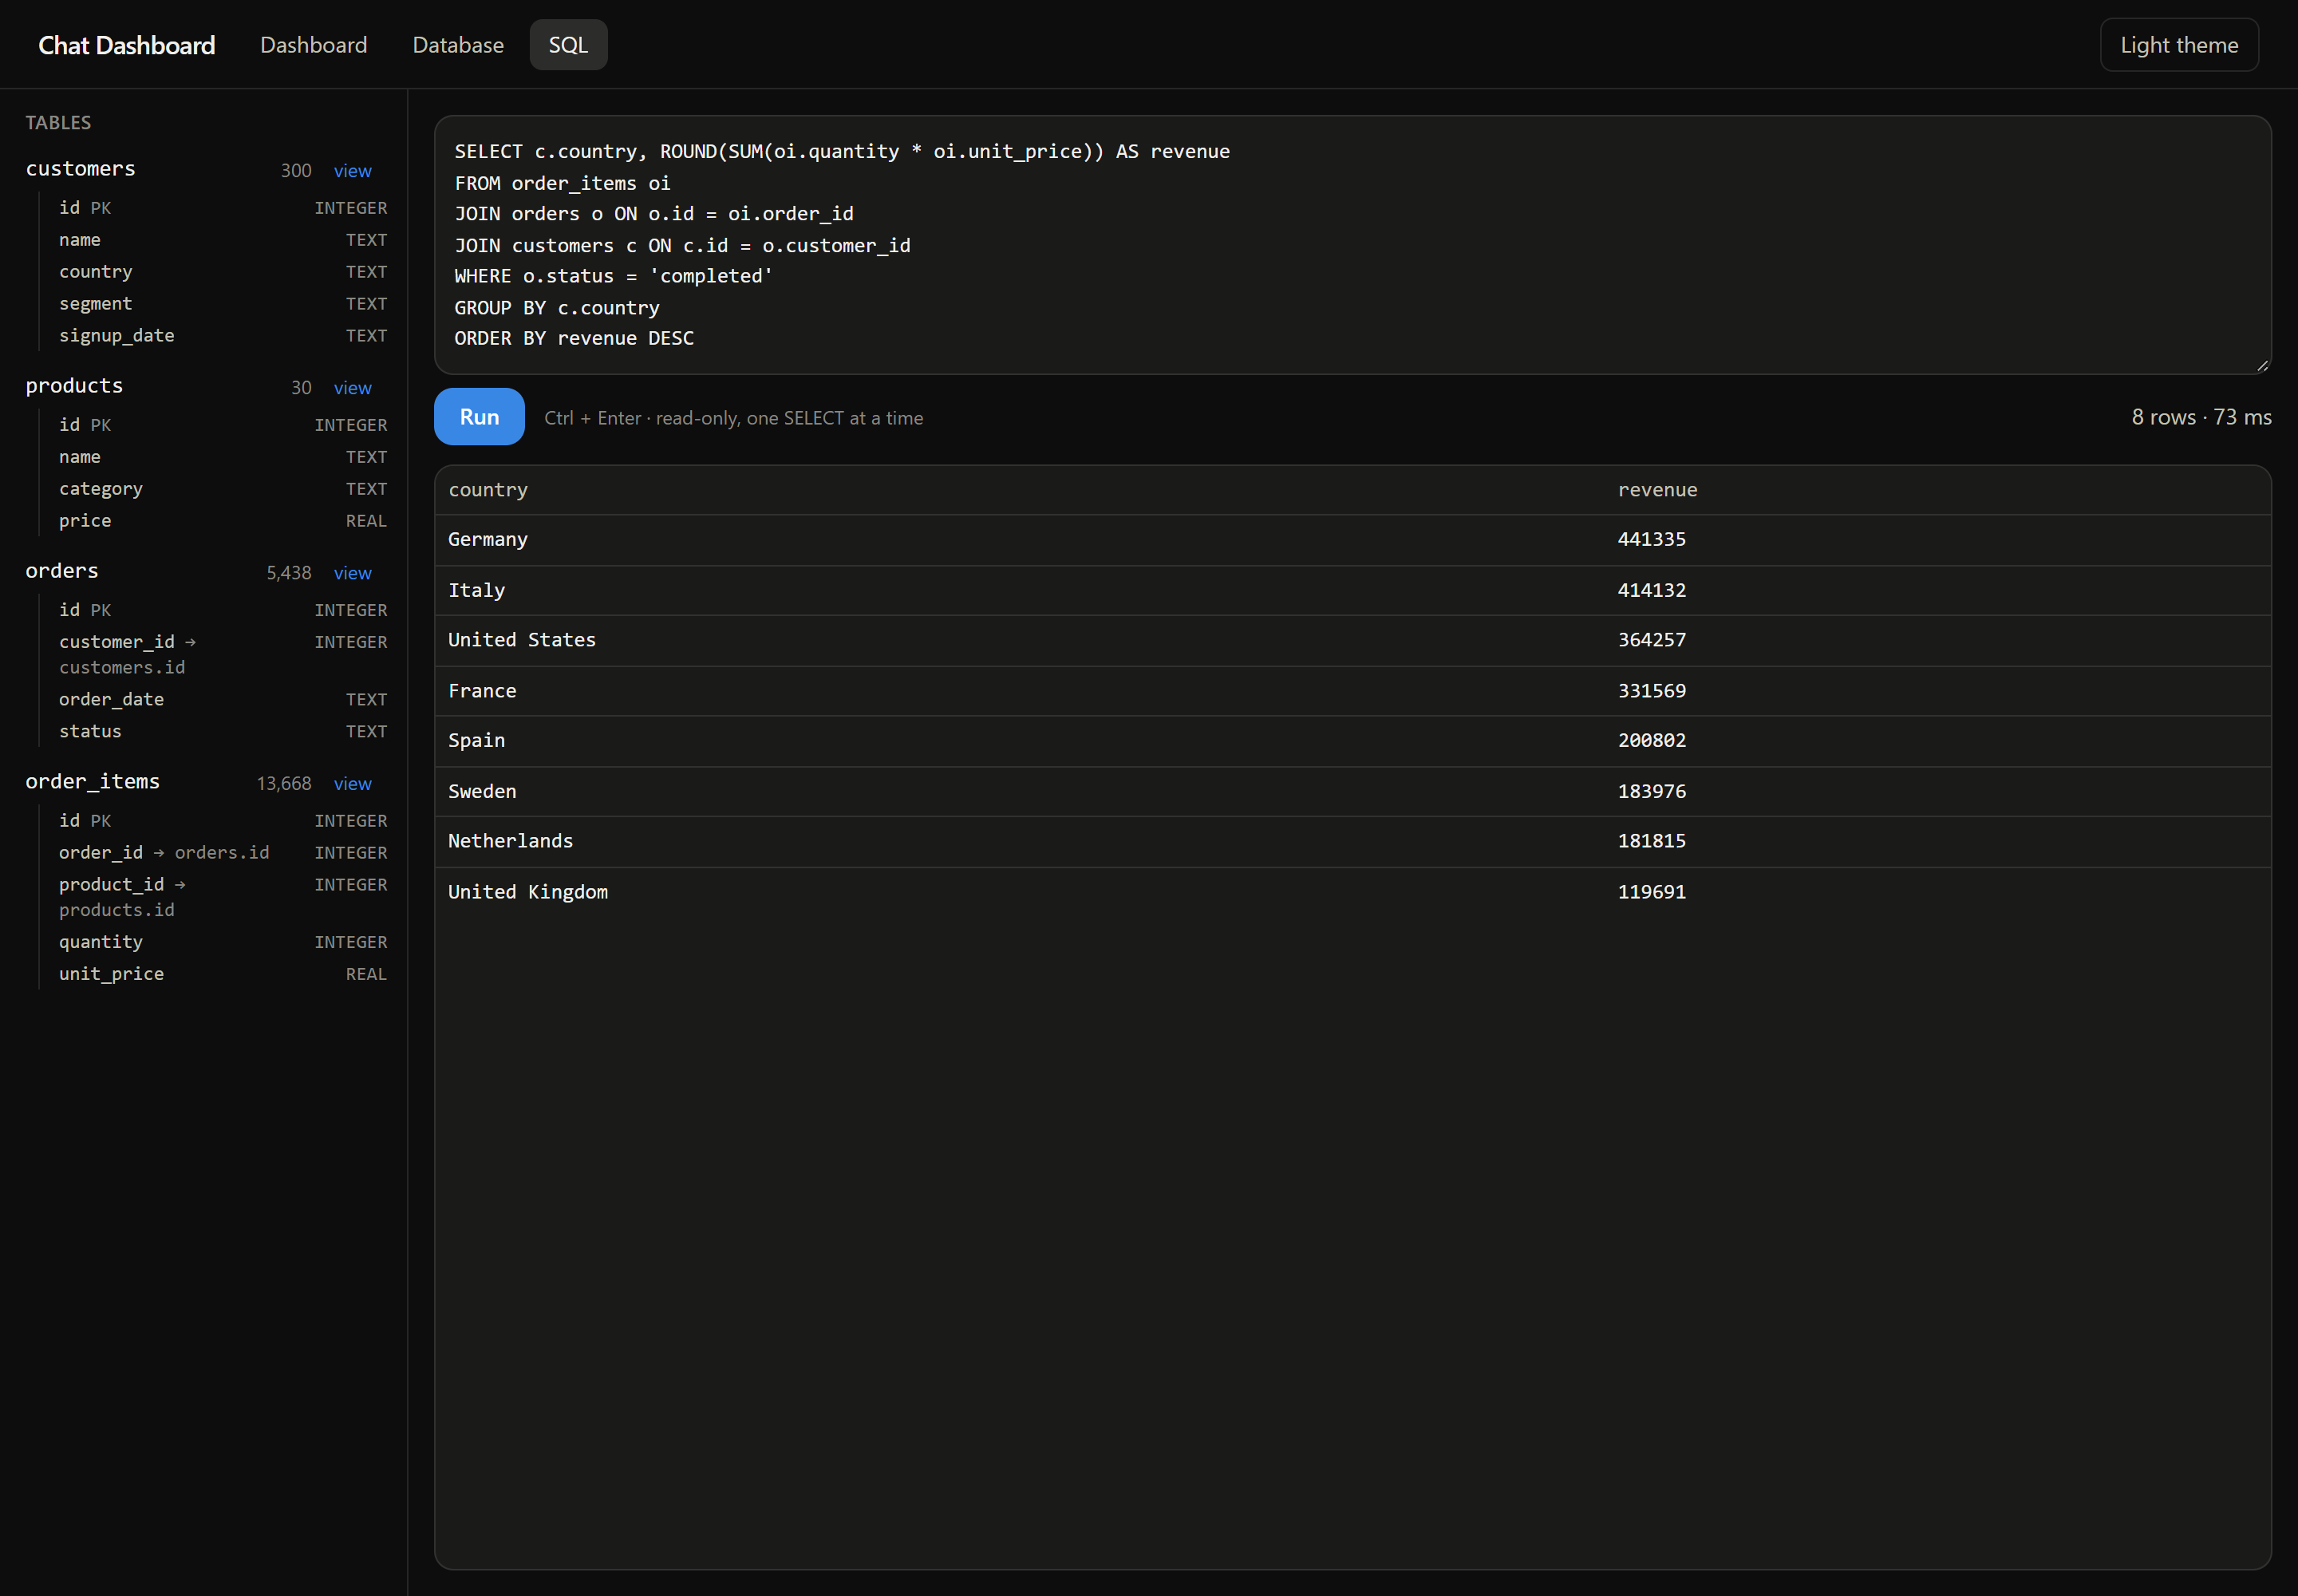 Chat Dashboard Dashboard Database SQL Light theme
TABLES
customers 300 view
id PK INTEGER
name TEXT
country TEXT
segment TEXT
signup_date TEXT
products 30 view
id PK INTEGER
name TEXT
category TEXT
price REAL
orders 5,438 view
id PK INTEGER
customer_id → INTEGER
customers.id
order_date TEXT
status TEXT
order_items 13,668 view
id PK INTEGER
order_id → orders.id INTEGER
product_id → INTEGER
products.id
quantity INTEGER
unit_price REAL
SELECT c.country, ROUND(SUM(oi.quantity * oi.unit_price)) AS revenue
FROM order_items oi
JOIN orders o ON o.id = oi.order_id
JOIN customers c ON c.id = o.customer_id
WHERE o.status = 'completed'
GROUP BY c.country
ORDER BY revenue DESC
Run Ctrl + Enter · read-only, one SELECT at a time 8 rows · 73 ms
country revenue
Germany 441335
Italy 414132
United States 364257
France 331569
Spain 200802
Sweden 183976
Netherlands 181815
United Kingdom 119691